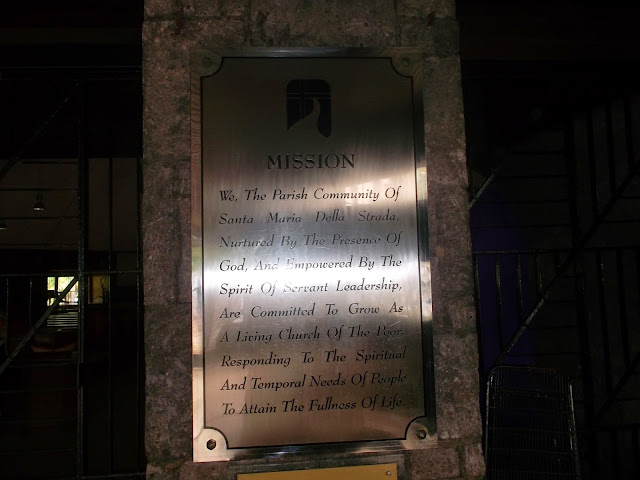 MISSION
We, The Parish Community Of
Santa Maria Della Strada,
Nurtured By The Presence Of
God, And Empowered By The
Spirit Of Servant Leadership,
Are Committed To Grow As
A Living Church Of The Poor,
Responding To The Spiritual
And Temporal Needs Of People
To Attain The Fullness Of Life.